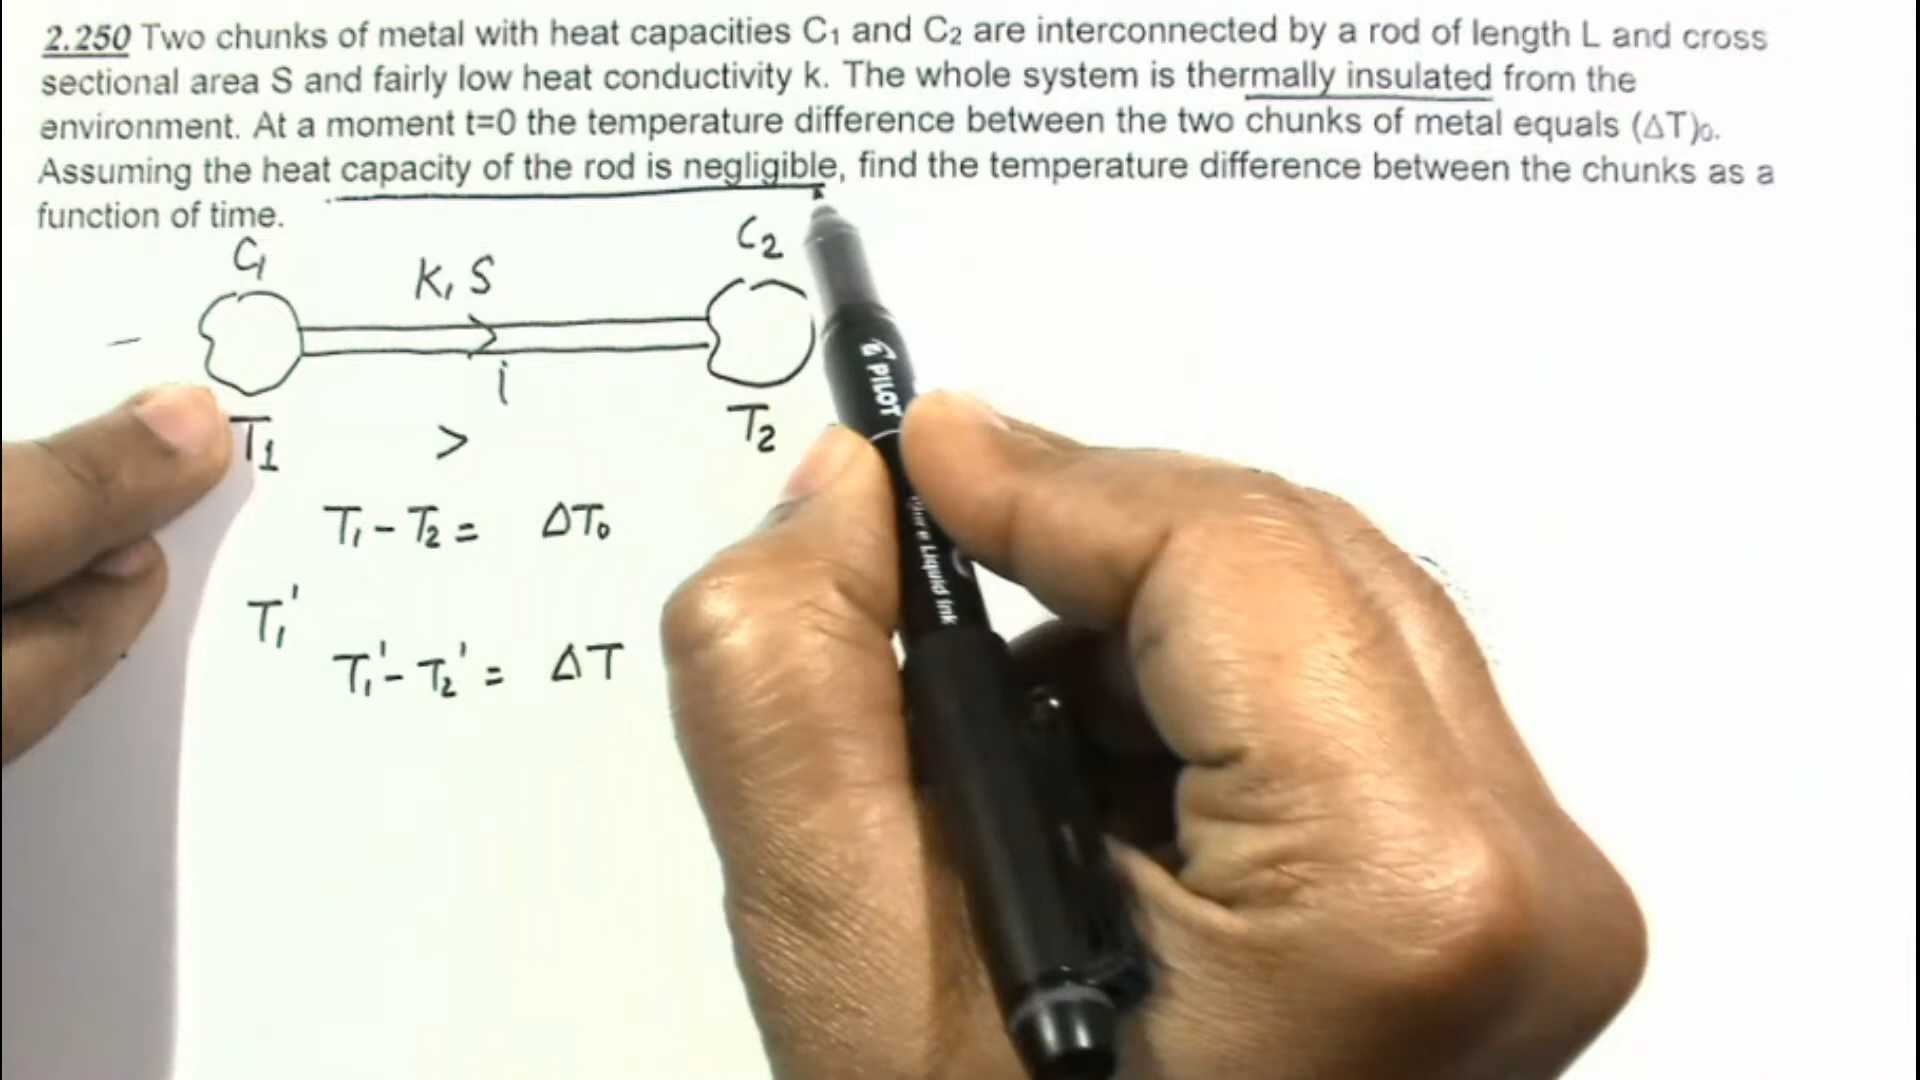 2.250 Two chunks of metal with heat capacities C₁ and C₂ are interconnected by a rod of length L and cross
sectional area S and fairly low heat conductivity k. The whole system is thermally insulated from the
environment. At a moment t=0 the temperature difference between the two chunks of metal equals (ΔT)₀.
Assuming the heat capacity of the rod is negligible, find the temperature difference between the chunks as a
function of time.
C₁
K, S
C₂
i
T₁ > T₂
T₁ - T₂ = ΔT₀
T₁'
T₁' - T₂' = ΔT
PILOT
Liquid Ink